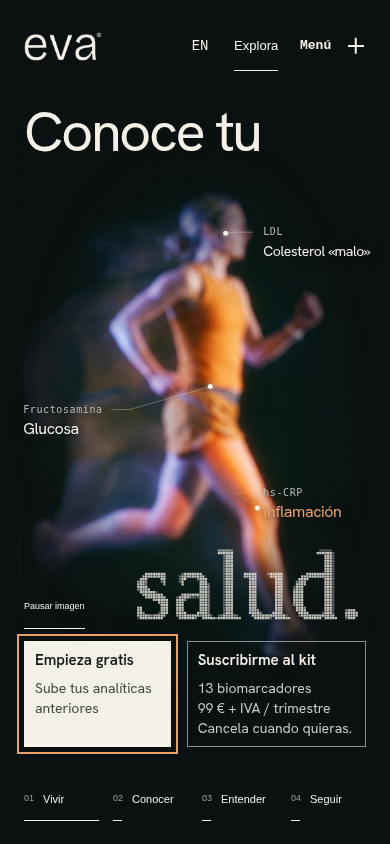 eva®
EN
Explora
Menú
Conoce tu
LDL
Colesterol «malo»
Fructosamina
Glucosa
hs-CRP
Inflamación
salud.
Pausar imagen
Empieza gratis
Sube tus analíticas
anteriores
Suscribirme al kit
13 biomarcadores
99 € + IVA / trimestre
Cancela cuando quieras.
01 Vivir
02 Conocer
03 Entender
04 Seguir